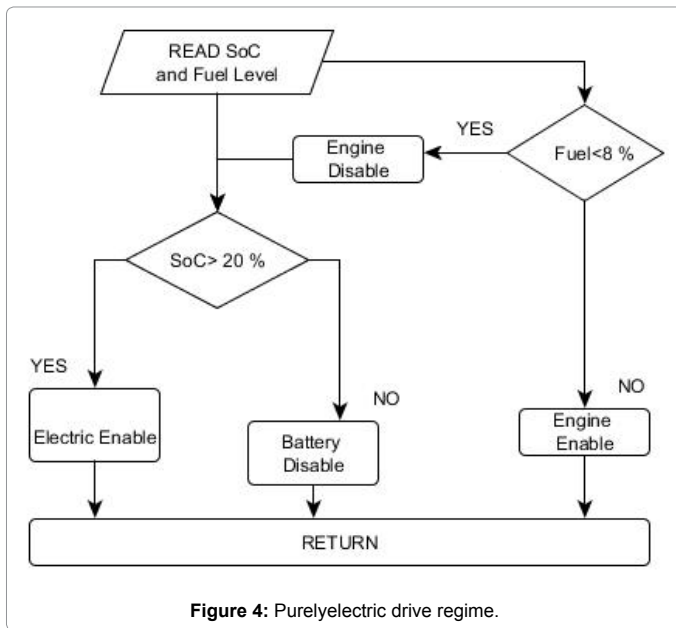 READ SoC
and Fuel Level
YES
Engine
Disable
Fuel<8 %
SoC> 20 %
YES
NO
NO
Electric Enable
Battery
Disable
Engine
Enable
RETURN
Figure 4: Purelyelectric drive regime.